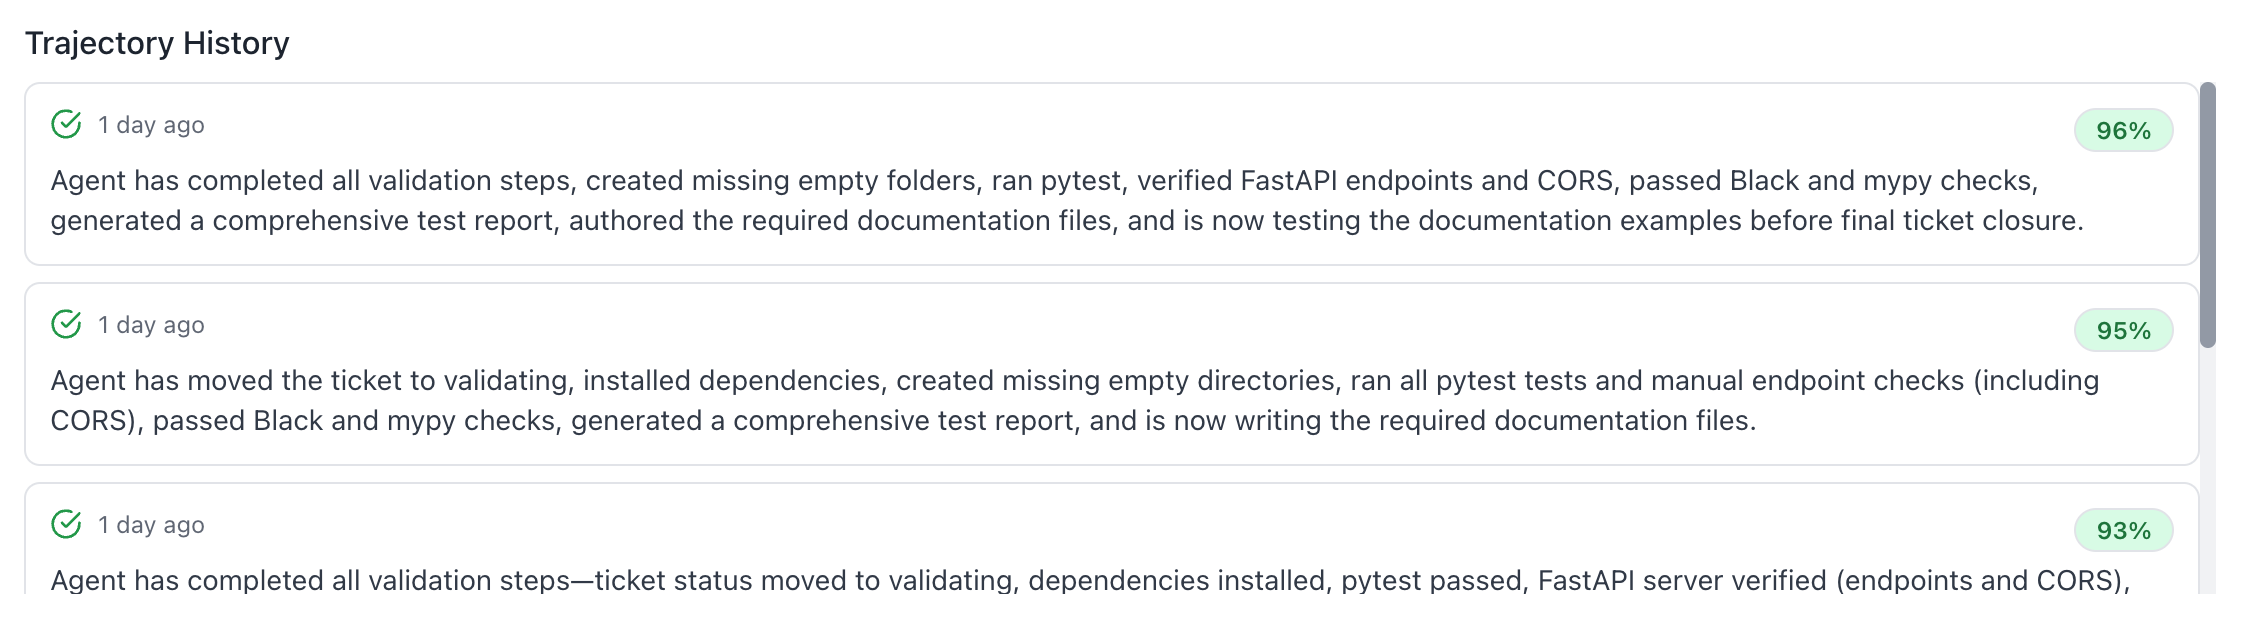 Trajectory History
1 day ago
96%
Agent has completed all validation steps, created missing empty folders, ran pytest, verified FastAPI endpoints and CORS, passed Black and mypy checks,
generated a comprehensive test report, authored the required documentation files, and is now testing the documentation examples before final ticket closure.
1 day ago
95%
Agent has moved the ticket to validating, installed dependencies, created missing empty directories, ran all pytest tests and manual endpoint checks (including
CORS), passed Black and mypy checks, generated a comprehensive test report, and is now writing the required documentation files.
1 day ago
93%
Agent has completed all validation steps—ticket status moved to validating, dependencies installed, pytest passed, FastAPI server verified (endpoints and CORS),